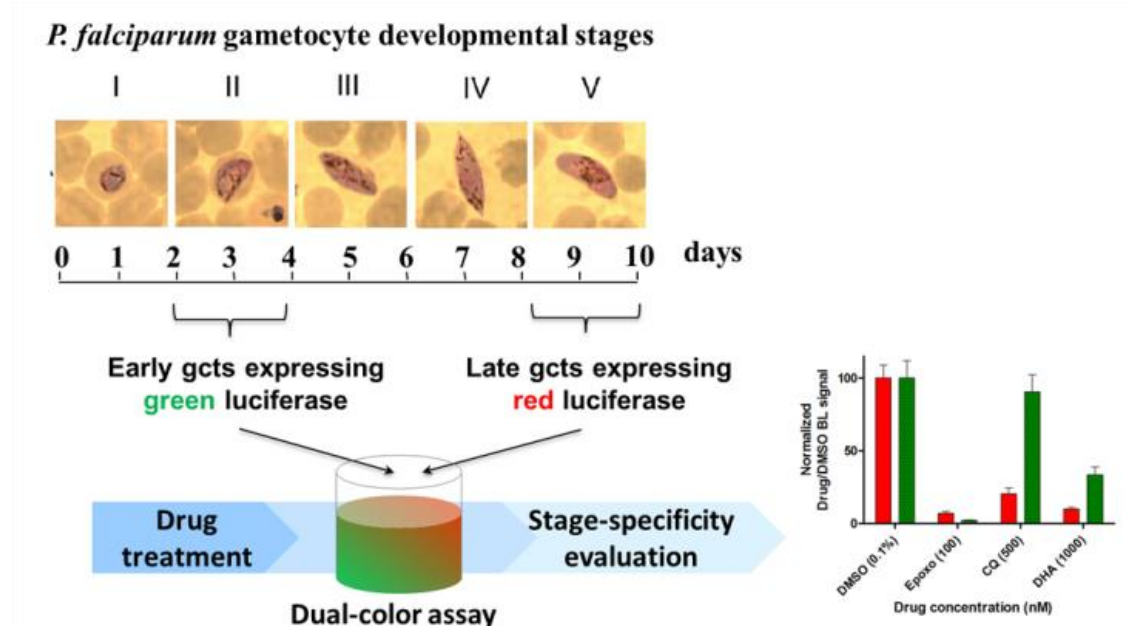 P. falciparum gametocyte developmental stages
I II III IV V
0 1 2 3 4 5 6 7 8 9 10 days
Early gcts expressing
green luciferase
Late gcts expressing
red luciferase
Drug
treatment
Stage-specificity
evaluation
Dual-color assay
Normalized
Drug/DMSO BL signal
100
50
0
DMSO (0.1%)
Epoxo (100)
CQ (500)
DHA (1000)
Drug concentration (nM)